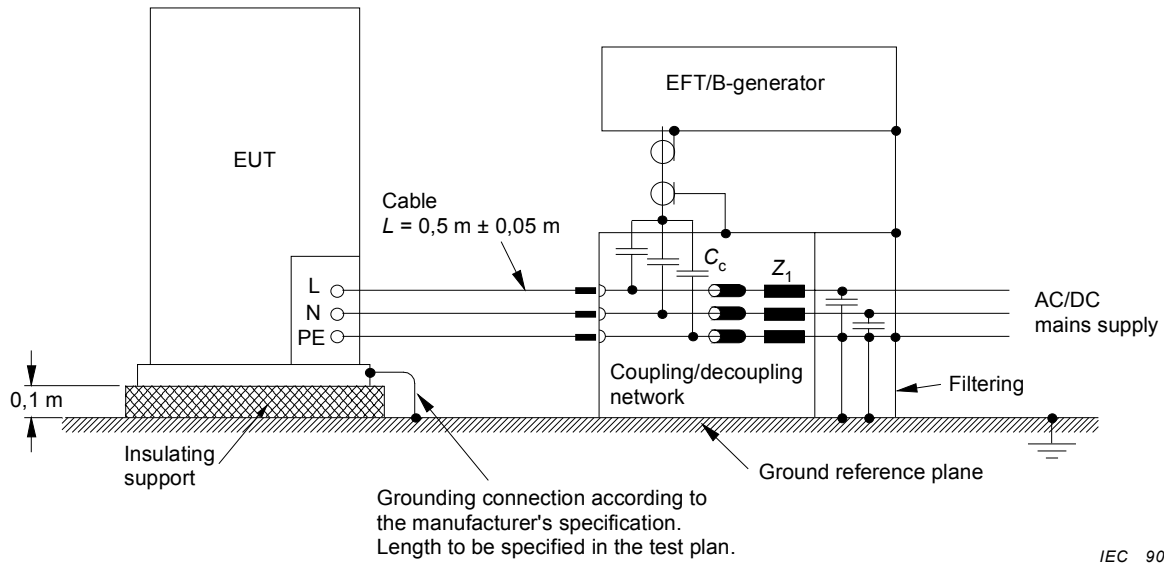 EFT/B-generator
EUT
Cable
L = 0,5 m ± 0,05 m
Cc
Z1
L
N
PE
AC/DC
mains supply
Coupling/decoupling
network
Filtering
0,1 m
Insulating
support
Ground reference plane
Grounding connection according to
the manufacturer's specification.
Length to be specified in the test plan.
IEC 90